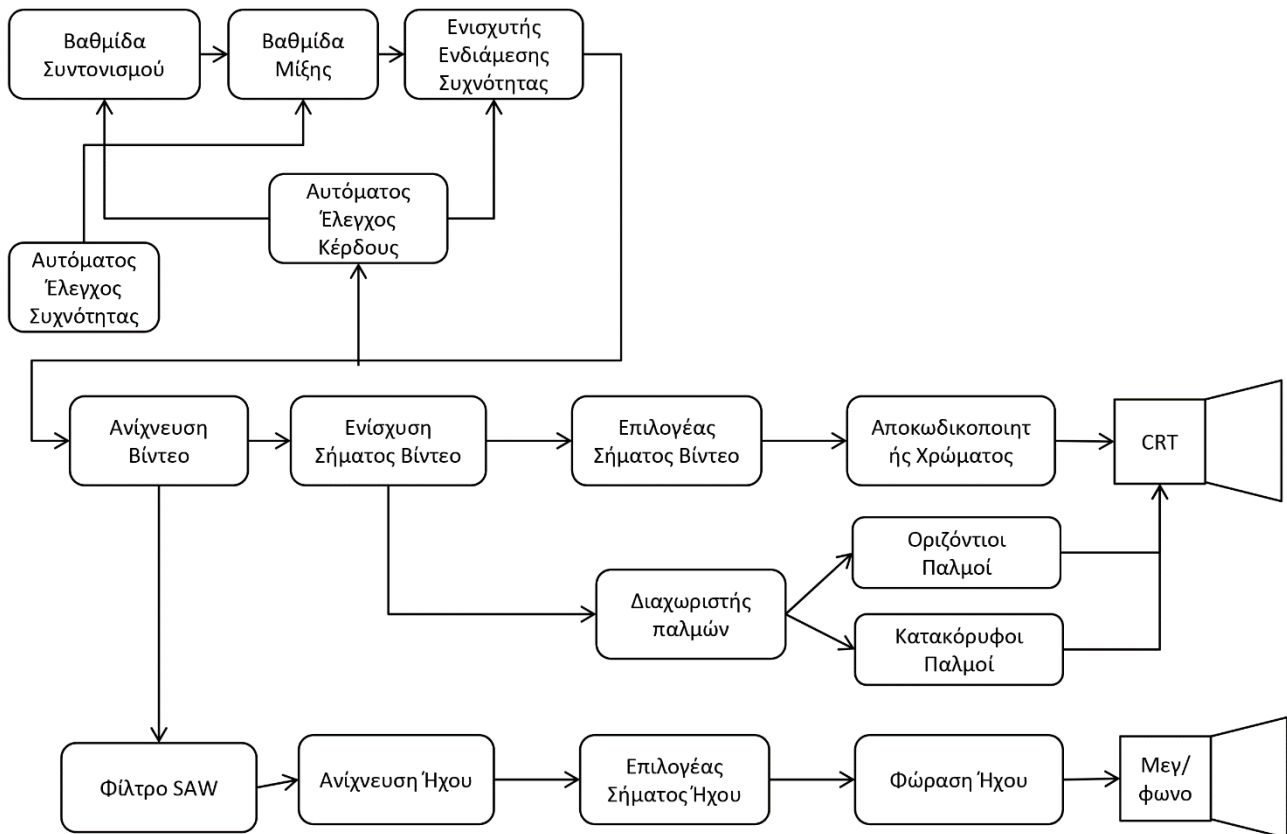 Βαθμίδα
Συντονισμού
Βαθμίδα
Μίξης
Ενισχυτής
Ενδιάμεσης
Συχνότητας
Αυτόματος
Έλεγχος
Κέρδους
Αυτόματος
Έλεγχος
Συχνότητας
Ανίχνευση
Βίντεο
Ενίσχυση
Σήματος Βίντεο
Επιλογέας
Σήματος Βίντεο
Αποκωδικοποιητ
ής Χρώματος
CRT
Οριζόντιοι
Παλμοί
Διαχωριστής
παλμών
Κατακόρυφοι
Παλμοί
Φίλτρο SAW
Ανίχνευση Ήχου
Επιλογέας
Σήματος Ήχου
Φώραση Ήχου
Μεγ/
φωνο